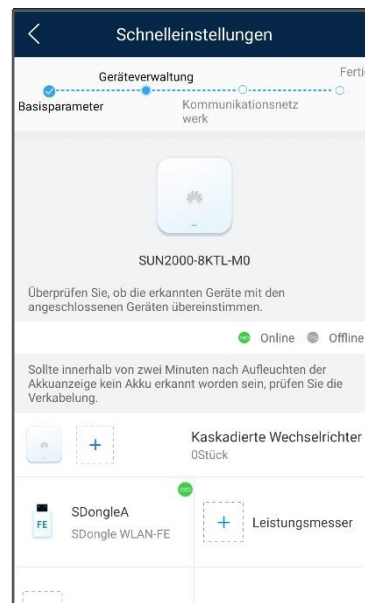 Schnelleinstellungen
Geräteverwaltung
Basisparameter
Kommunikationsnetz
werk
SUN2000-8KTL-M0
Überprüfen Sie, ob die erkannten Geräte mit den
angeschlossenen Geräten übereinstimmen.
Online Offline
Sollte innerhalb von zwei Minuten nach Aufleuchten der
Akkuanzeige kein Akku erkannt worden sein, prüfen Sie die
Verkabelung.
+ Kaskadierte Wechselrichter
0Stück
FE SDongleA
SDongle WLAN-FE
+ Leistungsmesser